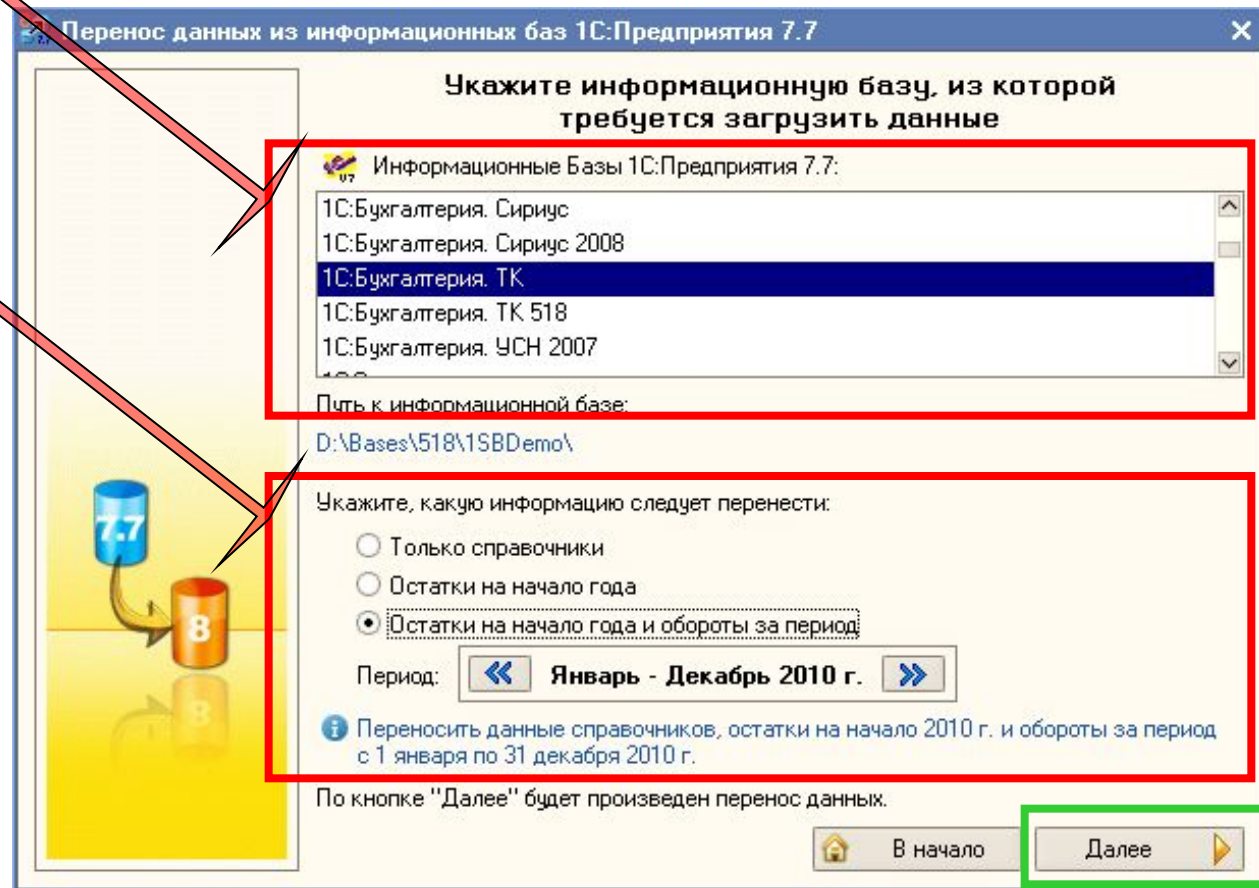 Перенос данных из информационных баз 1С:Предприятия 7.7
Укажите информационную базу, из которой
требуется загрузить данные
Информационные Базы 1С:Предприятия 7.7:
1С:Бухгалтерия. Сириус
1С:Бухгалтерия. Сириус 2008
1С:Бухгалтерия. ТК
1С:Бухгалтерия. ТК 518
1С:Бухгалтерия. УСН 2007
Путь к информационной базе:
D:\Bases\518\1SBDemo\
Укажите, какую информацию следует перенести:
Только справочники
Остатки на начало года
Остатки на начало года и обороты за период
Период: Январь - Декабрь 2010 г.
Переносить данные справочников, остатки на начало 2010 г. и обороты за период
с 1 января по 31 декабря 2010 г.
По кнопке "Далее" будет произведен перенос данных.
В начало Далее
7.7
8
8